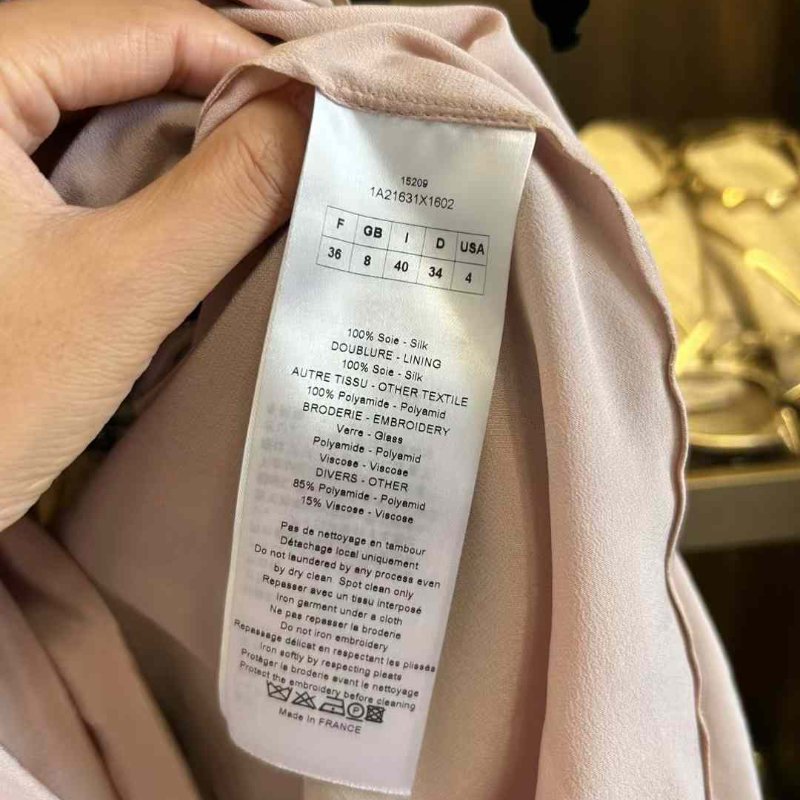 15209
1A21631X1602
F GB I D USA
36 8 40 34 4
100% Soie - Silk
DOUBLURE - LINING
100% Soie - Silk
AUTRE TISSU - OTHER TEXTILE
100% Polyamide - Polyamid
BRODERIE - EMBROIDERY
Verre - Glass
Polyamide - Polyamid
Viscose - Viscose
DIVERS - OTHER
85% Polyamide - Polyamid
15% Viscose - Viscose
Pas de nettoyage en tambour
Détachage local uniquement
Do not laundered by any process even
by dry clean. Spot clean only
Repasser avec un tissu interposé
Iron garment under a cloth
Ne pas repasser la broderie
Do not iron embroidery
Repassage délicat en respectant les plissés
Iron softly by respecting pleats
Protéger la broderie avant le nettoyage
Protect the embroidery before cleaning
P
Made in FRANCE